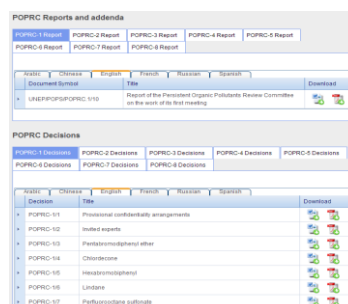 POPRC Reports and addenda
POPRC-1 Report POPRC-2 Report POPRC-3 Report POPRC-4 Report POPRC-5 Report
POPRC-6 Report POPRC-7 Report POPRC-8 Report
Arabic Chinese English French Russian Spanish
Document Symbol Title Download
UNEP/POPS/POPRC.1/10 Report of the Persistent Organic Pollutants Review Committee
on the work of its first meeting
POPRC Decisions
POPRC-1 Decisions POPRC-2 Decisions POPRC-3 Decisions POPRC-4 Decisions POPRC-5 Decisions
POPRC-6 Decisions POPRC-7 Decisions POPRC-8 Decisions
Arabic Chinese English French Russian Spanish
Decision Title Download
POPRC-1/1 Provisional confidentiality arrangements
POPRC-1/2 Invited experts
POPRC-1/3 Pentabromodiphenyl ether
POPRC-1/4 Chlordecone
POPRC-1/5 Hexabromobiphenyl
POPRC-1/6 Lindane
POPRC-1/7 Perfluorooctane sulfonate